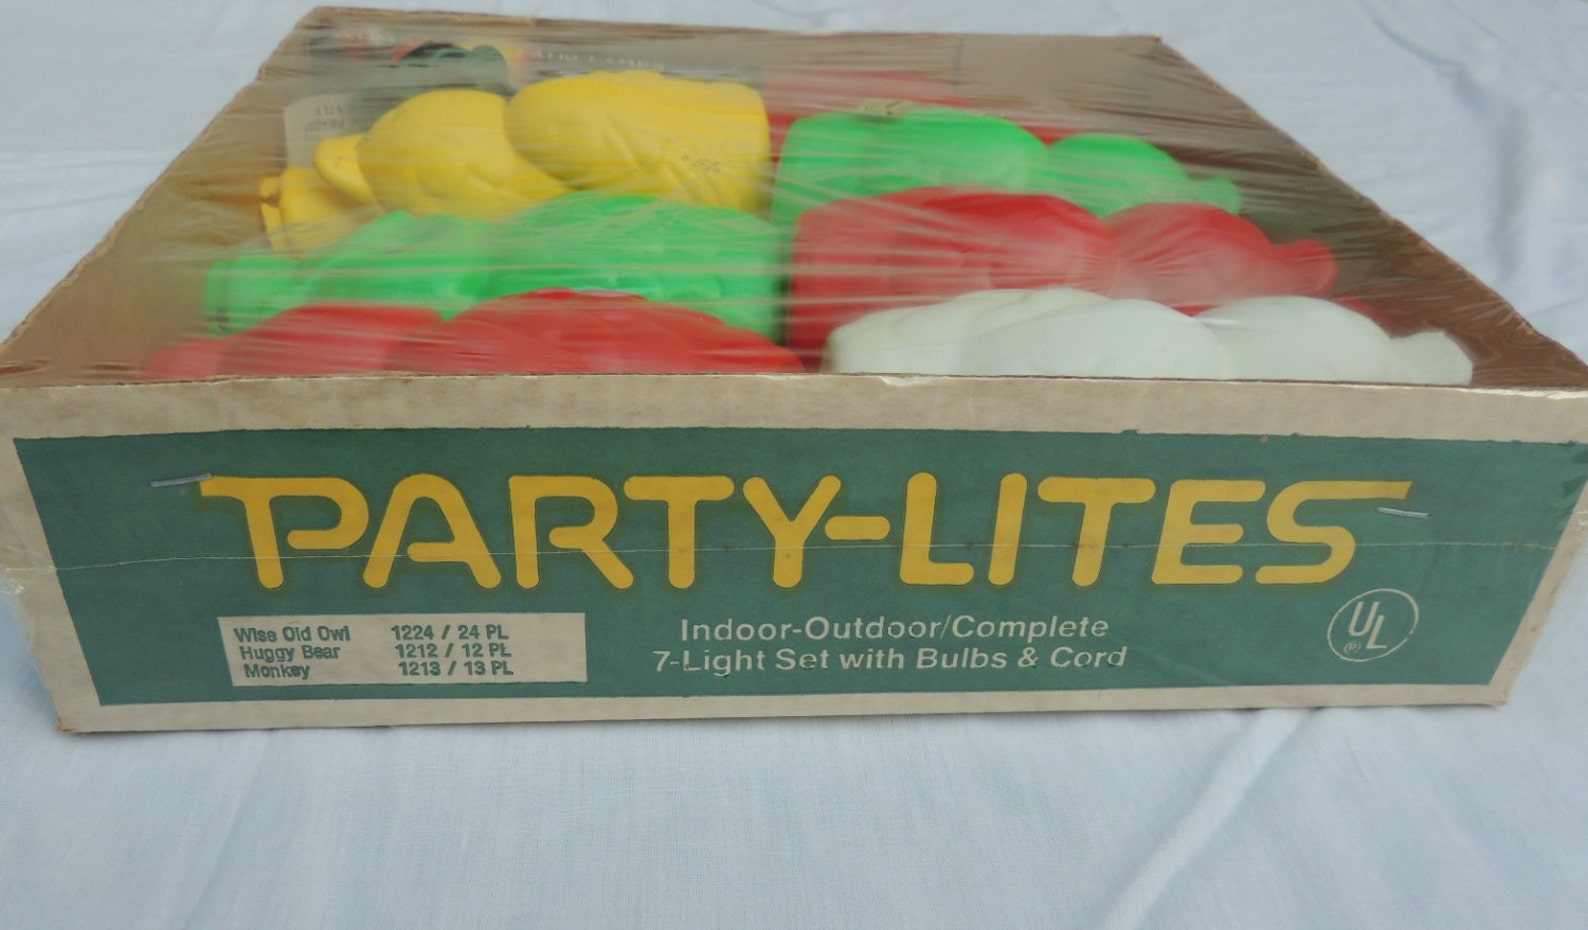 PARTY-LITES
Wise Old Owl 1224 / 24 PL
Huggy Bear 1212 / 12 PL
Monkey 1213 / 13 PL
Indoor-Outdoor/Complete
7-Light Set with Bulbs & Cord
UL
(R)